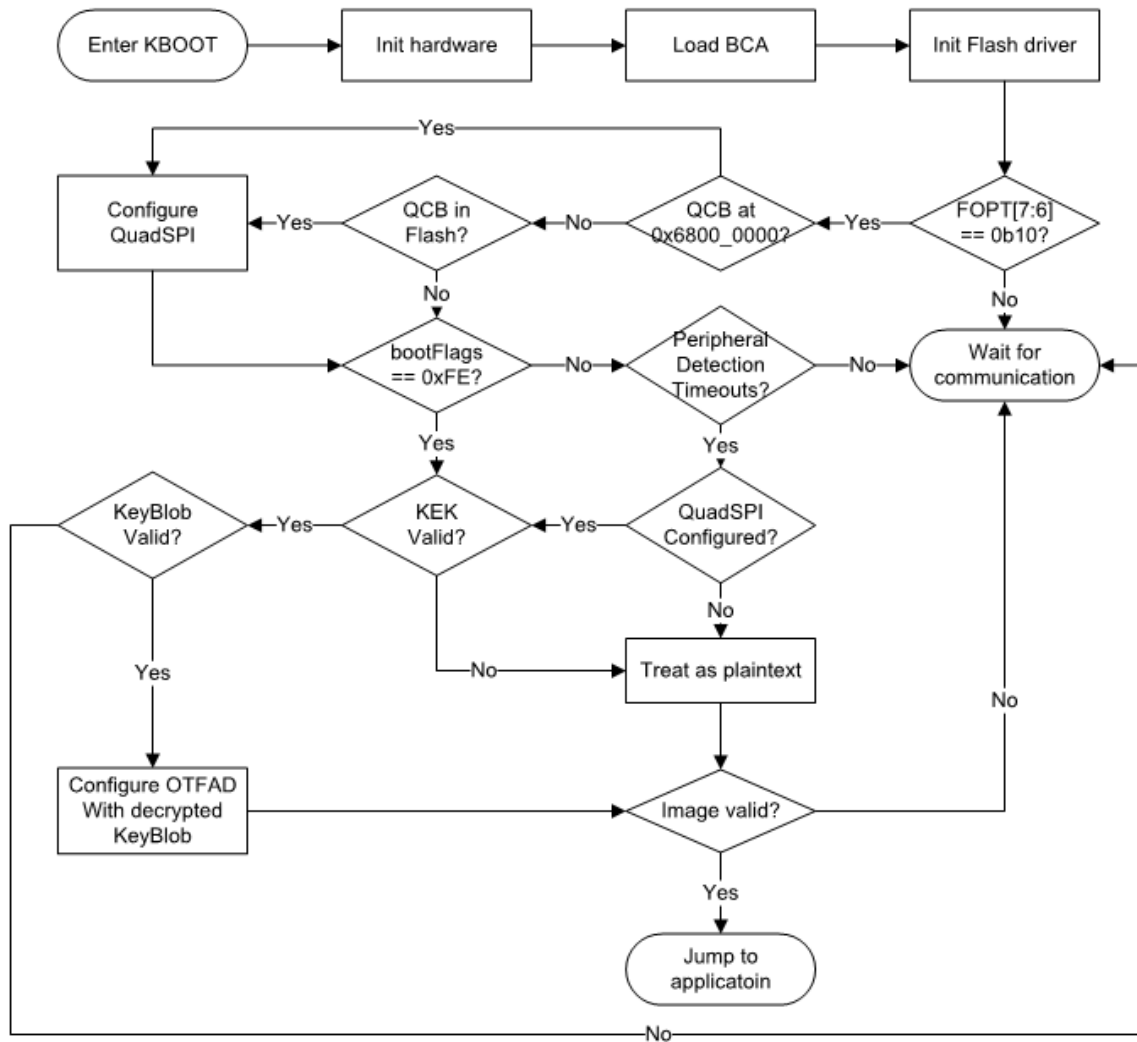 Enter KBOOT
Init hardware
Load BCA
Init Flash driver
Yes
Configure
QuadSPI
Yes
QCB in
Flash?
No
QCB at
0x6800_0000?
Yes
FOPT[7:6]
== 0b10?
No
No
bootFlags
== 0xFE?
No
Peripheral
Detection
Timeouts?
No
Wait for
communication
Yes
Yes
KeyBlob
Valid?
Yes
KEK
Valid?
Yes
QuadSPI
Configured?
No
Yes
No
Treat as plaintext
No
Configure OTFAD
With decrypted
KeyBlob
Image valid?
Yes
Jump to
applicatoin
No